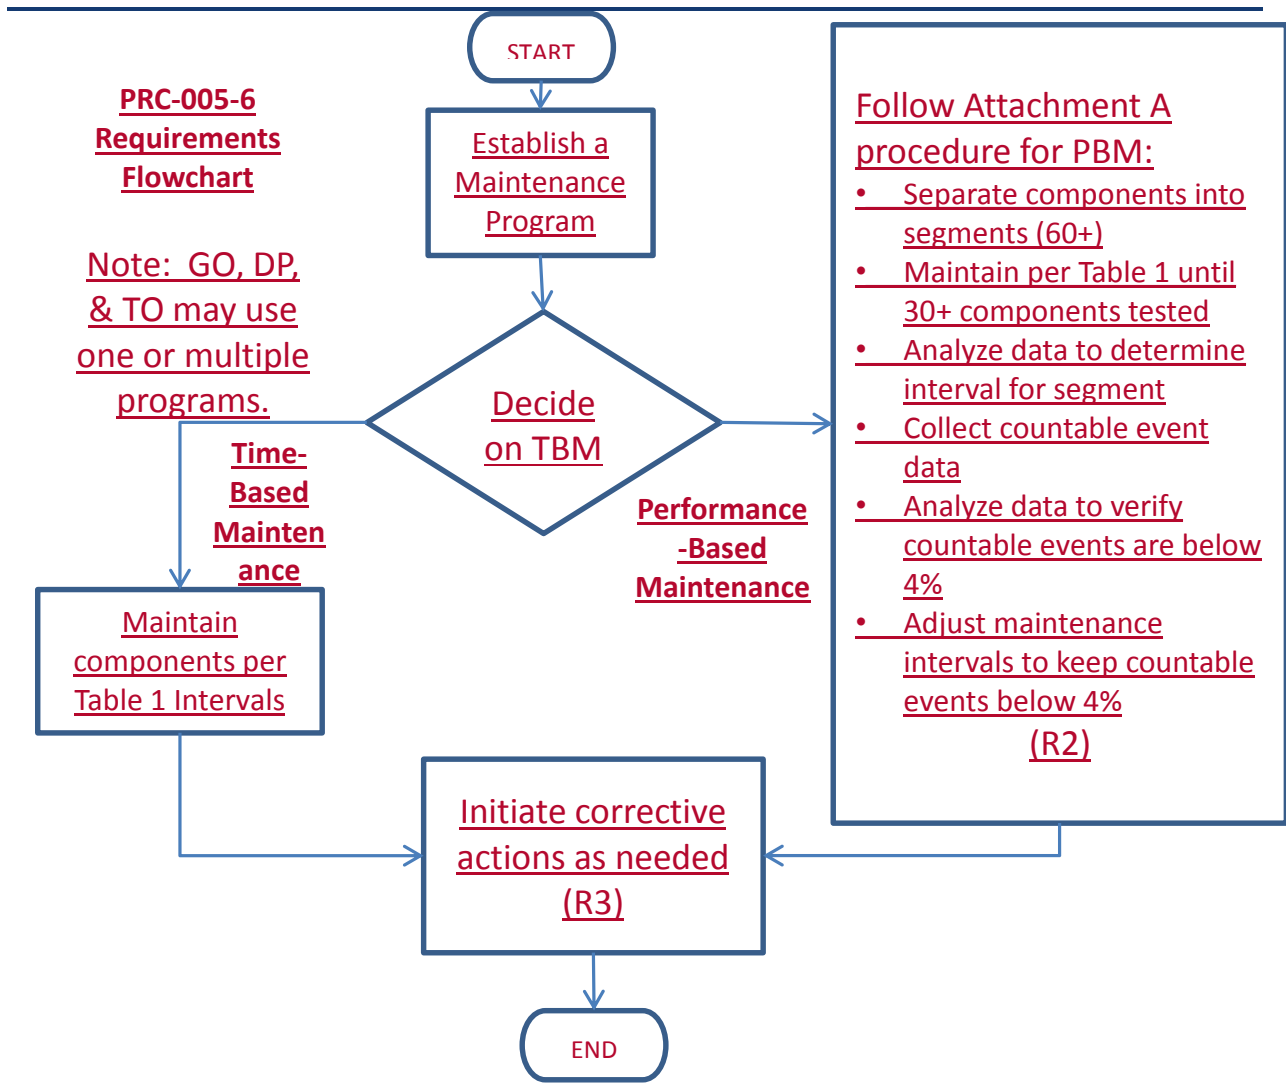 START
PRC-005-6
Requirements
Flowchart
Establish a
Maintenance
Program
Note:  GO, DP,
& TO may use
one or multiple
programs.
Decide
on TBM
Time-
Based
Mainten
ance
Performance
-Based
Maintenance
Follow Attachment A
procedure for PBM:
• Separate components into
segments (60+)
• Maintain per Table 1 until
30+ components tested
• Analyze data to determine
interval for segment
• Collect countable event
data
• Analyze data to verify
countable events are below
4%
• Adjust maintenance
intervals to keep countable
events below 4%
(R2)
Maintain
components per
Table 1 Intervals
Initiate corrective
actions as needed
(R3)
END